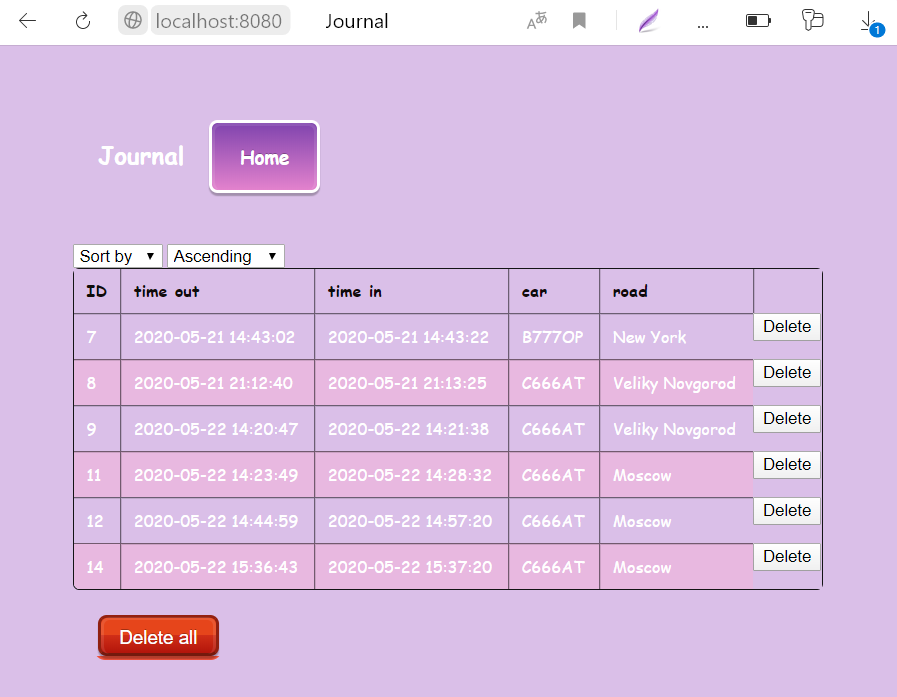 localhost:8080 Journal ...
1
Journal Home
Sort by Ascending
ID time out time in car road
7 2020-05-21 14:43:02 2020-05-21 14:43:22 B777OP New York Delete
8 2020-05-21 21:12:40 2020-05-21 21:13:25 C666AT Veliky Novgorod Delete
9 2020-05-22 14:20:47 2020-05-22 14:21:38 C666AT Veliky Novgorod Delete
11 2020-05-22 14:23:49 2020-05-22 14:28:32 C666AT Moscow Delete
12 2020-05-22 14:44:59 2020-05-22 14:57:20 C666AT Moscow Delete
14 2020-05-22 15:36:43 2020-05-22 15:37:20 C666AT Moscow Delete
Delete all